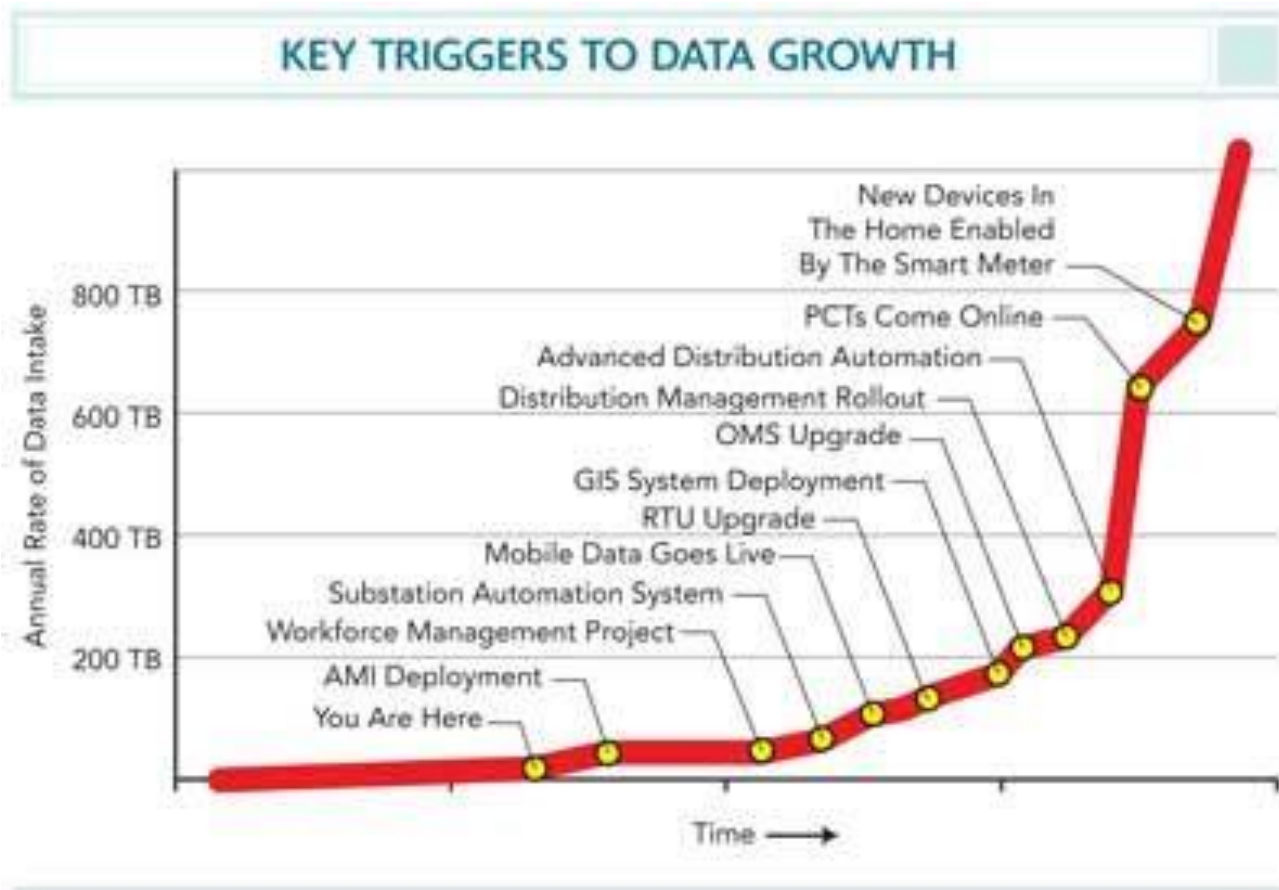 KEY TRIGGERS TO DATA GROWTH
New Devices In
The Home Enabled
By The Smart Meter
800 TB
PCTs Come Online
Advanced Distribution Automation
Distribution Management Rollout
600 TB
OMS Upgrade
GIS System Deployment
RTU Upgrade
400 TB
Mobile Data Goes Live
Substation Automation System
Workforce Management Project
200 TB
AMI Deployment
You Are Here
Annual Rate of Data Intake
Time